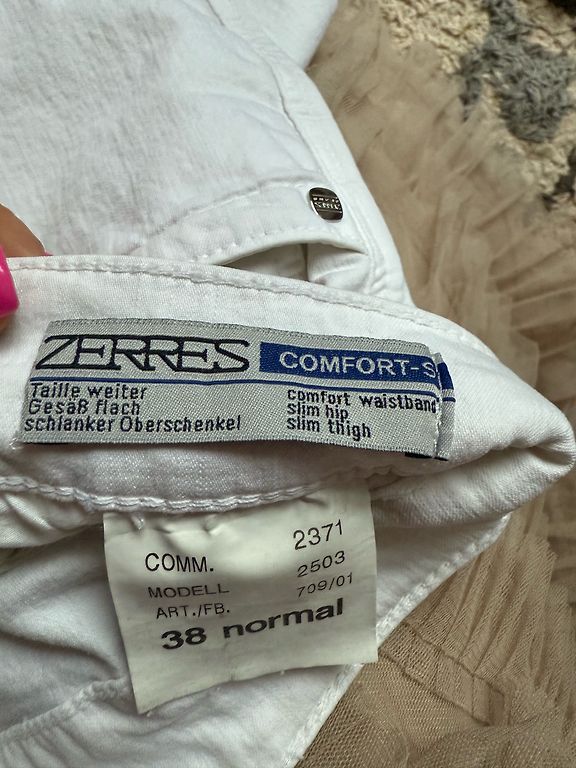 ZERRES COMFORT-S
Taille weiter
Gesäß flach
schlanker Oberschenkel
comfort waistband
slim hip
slim thigh
COMM. 2371
MODELL 2503
ART./FB. 709/01
38 normal